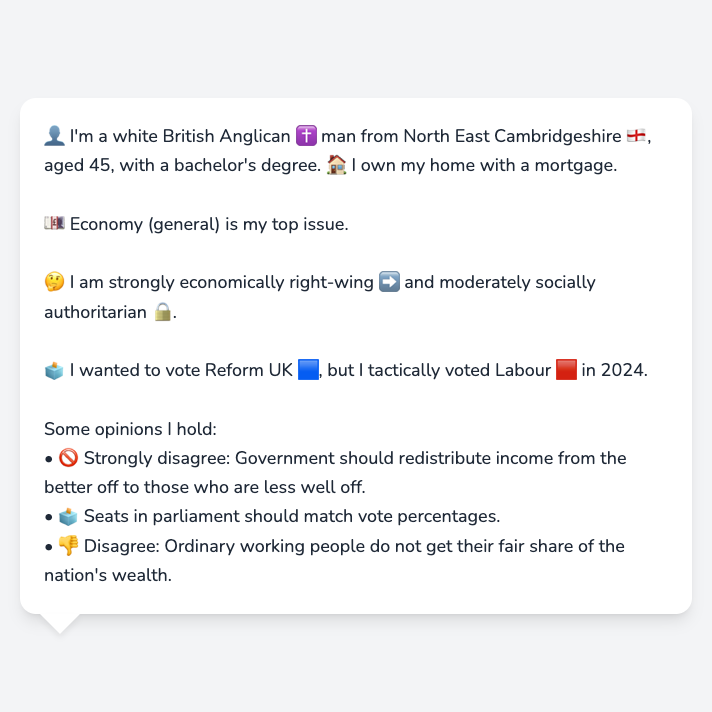 👤 I'm a white British Anglican ✝️ man from North East Cambridgeshire 🏴󠁧󠁢󠁥󠁮󠁧󠁿,
aged 45, with a bachelor's degree. 🏠 I own my home with a mortgage.
💷 Economy (general) is my top issue.
🤔 I am strongly economically right-wing ➡️ and moderately socially
authoritarian 🔒.
🗳️ I wanted to vote Reform UK 🟦, but I tactically voted Labour 🟥 in 2024.
Some opinions I hold:
• 🚫 Strongly disagree: Government should redistribute income from the
better off to those who are less well off.
• 🗳️ Seats in parliament should match vote percentages.
• 👎 Disagree: Ordinary working people do not get their fair share of the
nation's wealth.